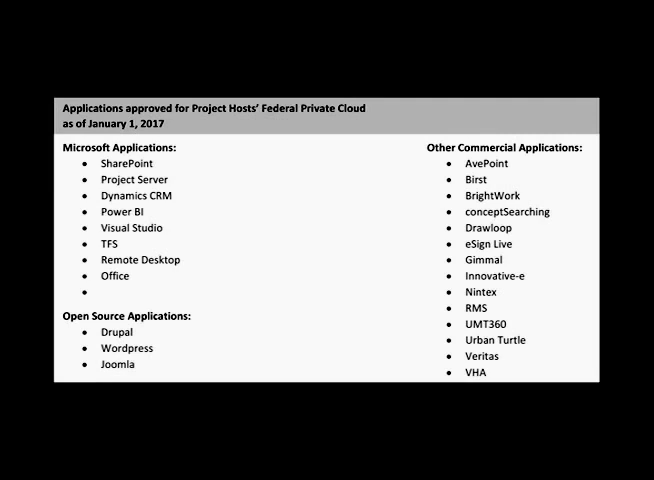 Applications approved for Project Hosts’ Federal Private Cloud
as of January 1, 2017
Microsoft Applications:
• SharePoint
• Project Server
• Dynamics CRM
• Power BI
• Visual Studio
• TFS
• Remote Desktop
• Office
•
Open Source Applications:
• Drupal
• Wordpress
• Joomla
Other Commercial Applications:
• AvePoint
• Birst
• BrightWork
• conceptSearching
• Drawloop
• eSign Live
• Gimmal
• Innovative-e
• Nintex
• RMS
• UMT360
• Urban Turtle
• Veritas
• VHA